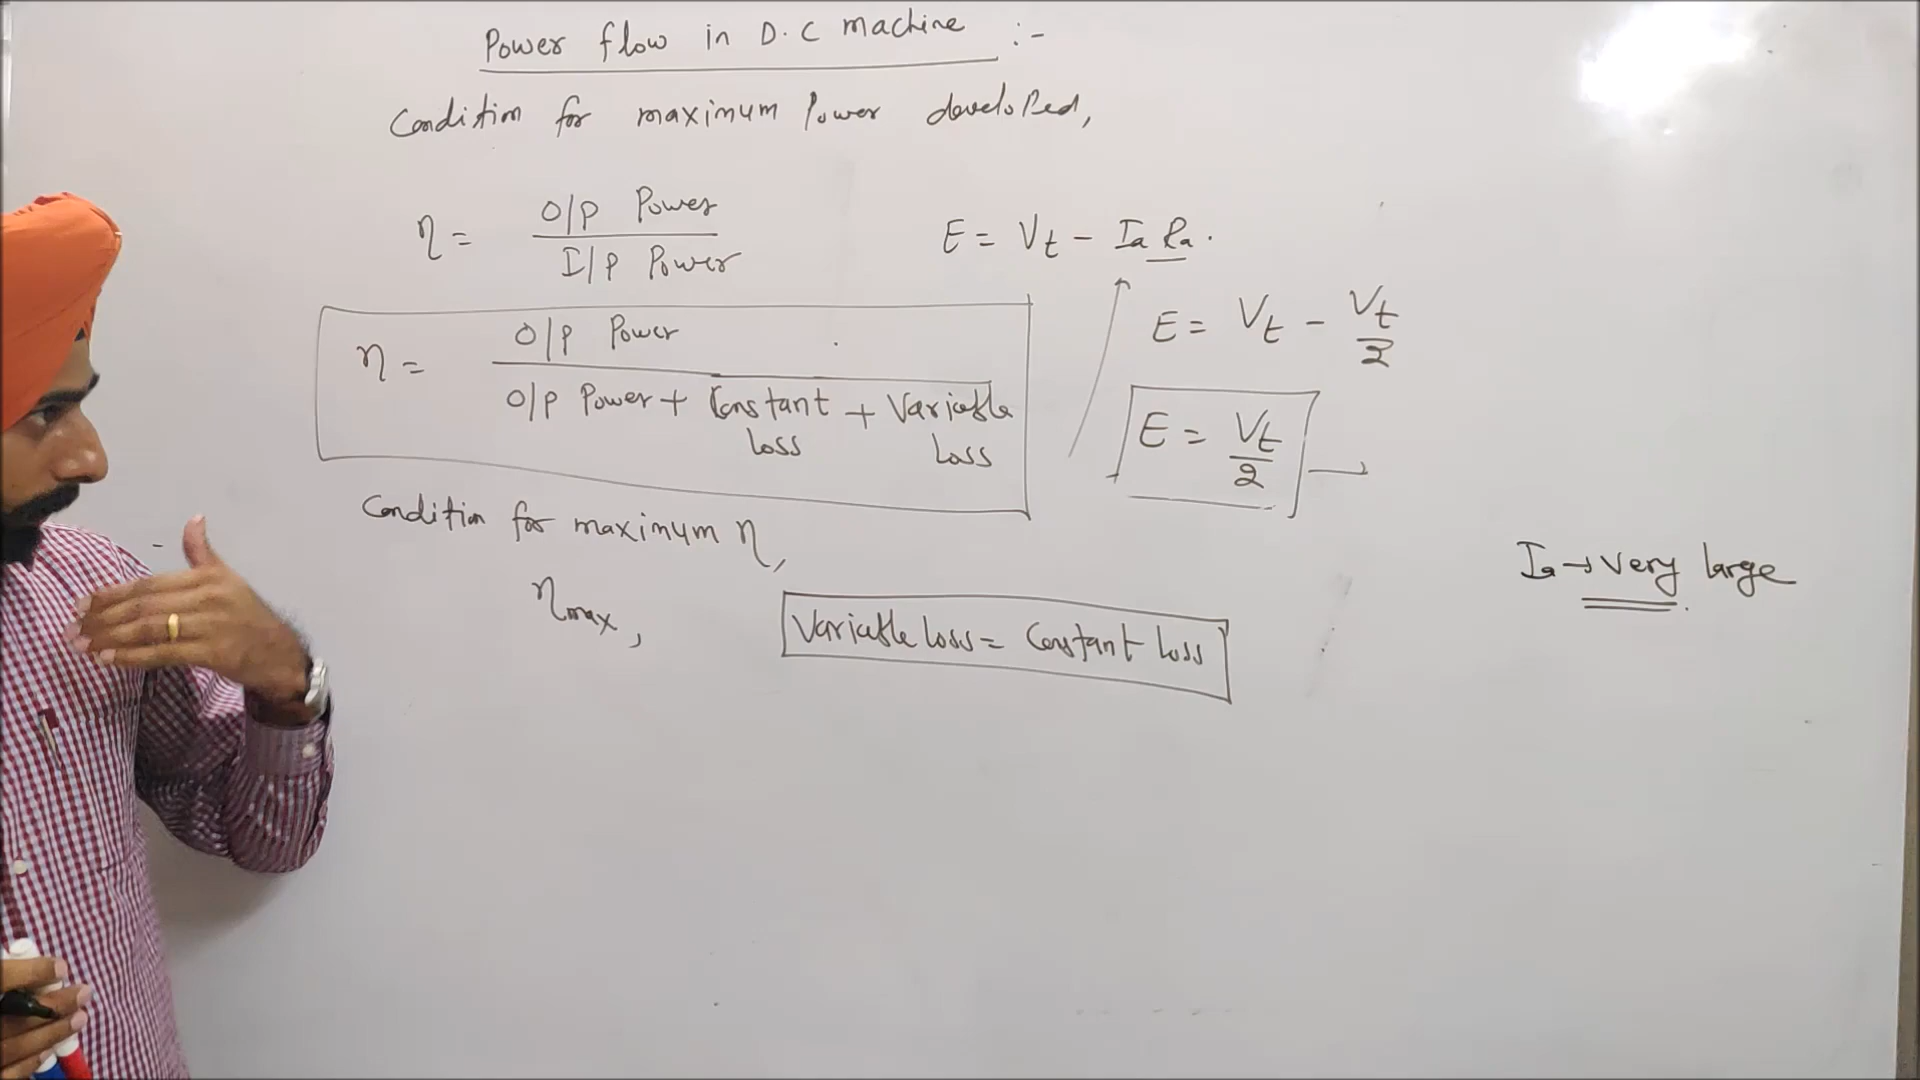 Power flow in D.C machine :-
Condition for maximum Power developed,
η = O/P Power / I/P Power
E = Vt - Ia Ra.
η = O/P Power / O/P Power + Constant loss + Variable loss
E = Vt - Vt/2
E = Vt/2
Condition for maximum η,
Ia → very large
ηmax,
Variable loss = Constant loss